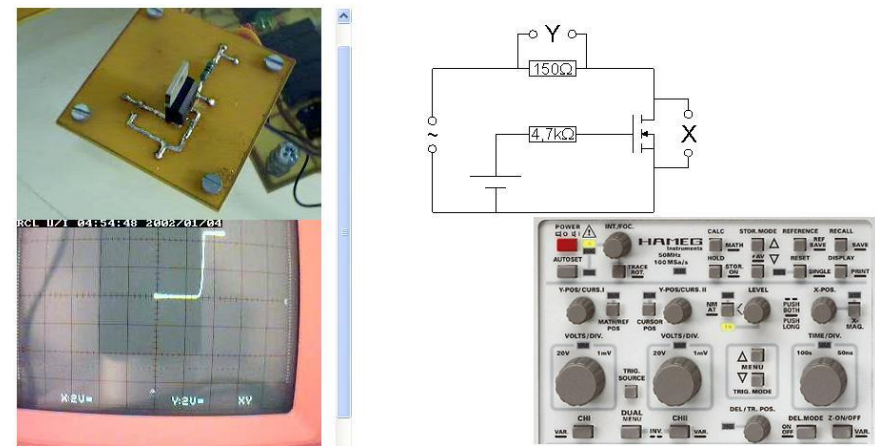 Y
150Ω
~
4,7kΩ
X
RCL U/I 04:54:48 2002/01/04
X:2V= Y:2V= XY
POWER
INT./FOC.
CALC
STOR.MODE
REFERENCE
RECALL
HAMEG
Instruments
50MHz
100MSa/s
MATH
REF
SAVE
SAVE
AUTOSET
TRACE
ROT.
HOLD
STOR.
ON
RESET
DISPLAY
SINGLE
PRINT
Y-POS/CURS.I
Y-POS/CURS.II
LEVEL
X-POS.
MATH/REF
POS
CURSOR
POS
NM
AT
PUSH
BOTH
PUSH
LONG
X-
MAG.
VOLTS/DIV.
VOLTS/DIV.
TIME/DIV.
20V 1mV
20V 1mV
100s 50ns
TRIG.
SOURCE
MENU
TRIG. MODE
DEL/TR. POS.
CHI
DUAL
MENU
CHII
ON
OFF
DEL.MODE
Z-ON/OFF
VAR.
INV.
VAR.
VAR.